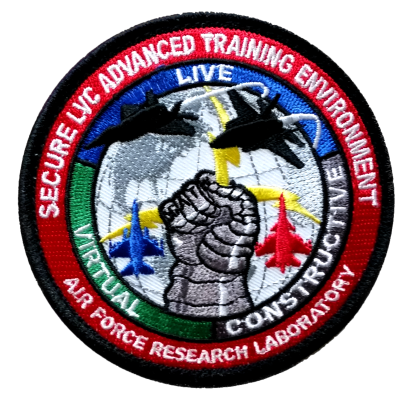 SECURE LVC ADVANCED TRAINING ENVIRONMENT
LIVE
VIRTUAL
CONSTRUCTIVE
AIR FORCE RESEARCH LABORATORY